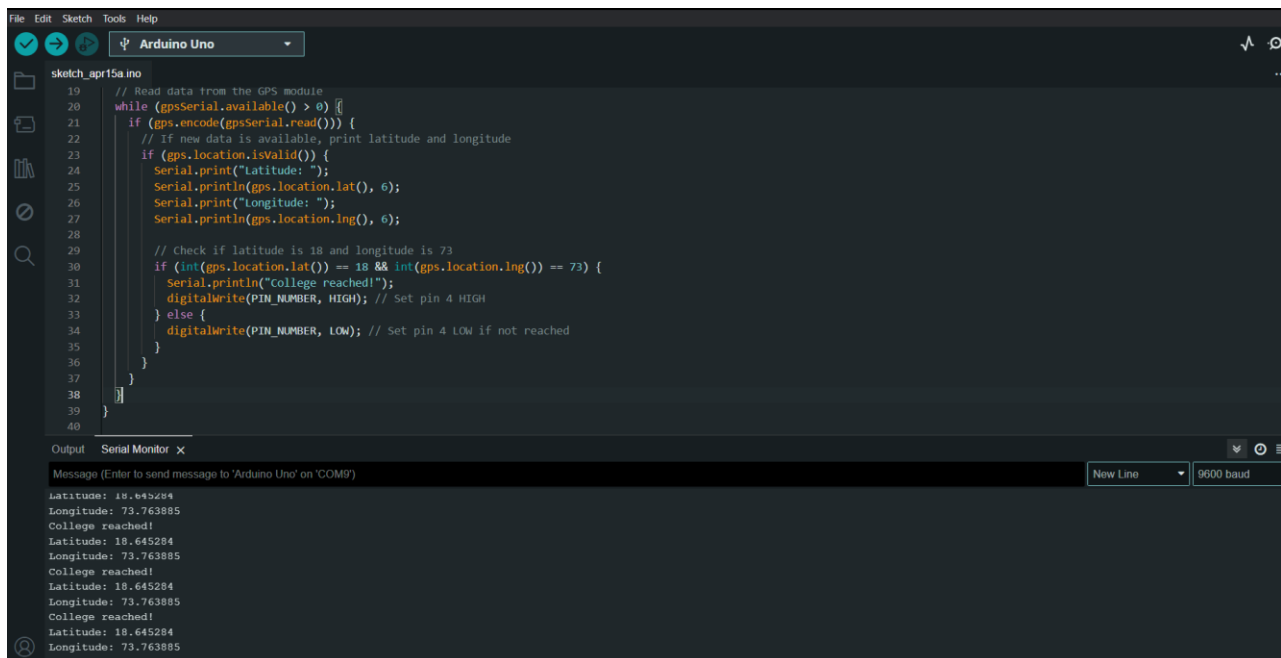 File Edit Sketch Tools Help
Arduino Uno
sketch_apr15a.ino
19 // Read data from the GPS module
20 while (gpsSerial.available() > 0) {
21 if (gps.encode(gpsSerial.read())) {
22 // If new data is available, print latitude and longitude
23 if (gps.location.isValid()) {
24 Serial.print("Latitude: ");
25 Serial.println(gps.location.lat(), 6);
26 Serial.print("Longitude: ");
27 Serial.println(gps.location.lng(), 6);
28
29 // Check if latitude is 18 and longitude is 73
30 if (int(gps.location.lat()) == 18 && int(gps.location.lng()) == 73) {
31 Serial.println("College reached!");
32 digitalWrite(PIN_NUMBER, HIGH); // Set pin 4 HIGH
33 } else {
34 digitalWrite(PIN_NUMBER, LOW); // Set pin 4 LOW if not reached
35 }
36 }
37 }
38 }
39 }
40
Output Serial Monitor x
Message (Enter to send message to 'Arduino Uno' on 'COM9') New Line 9600 baud
Latitude: 18.645284
Longitude: 73.763885
College reached!
Latitude: 18.645284
Longitude: 73.763885
College reached!
Latitude: 18.645284
Longitude: 73.763885
College reached!
Latitude: 18.645284
Longitude: 73.763885